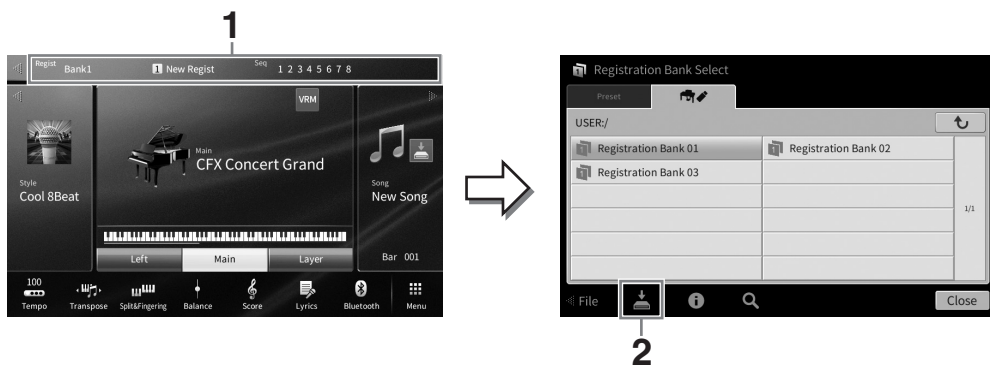 1
Regist Bank1 1 New Regist Seq 1 2 3 4 5 6 7 8
VRM
Main
CFX Concert Grand
Style
Cool 8Beat
Song
New Song
Left Main Layer Bar 001
100
Tempo Transpose Split&Fingering Balance Score Lyrics Bluetooth Menu
Registration Bank Select
Preset
USER:/
Registration Bank 01 Registration Bank 02
Registration Bank 03
1/1
File Close
2